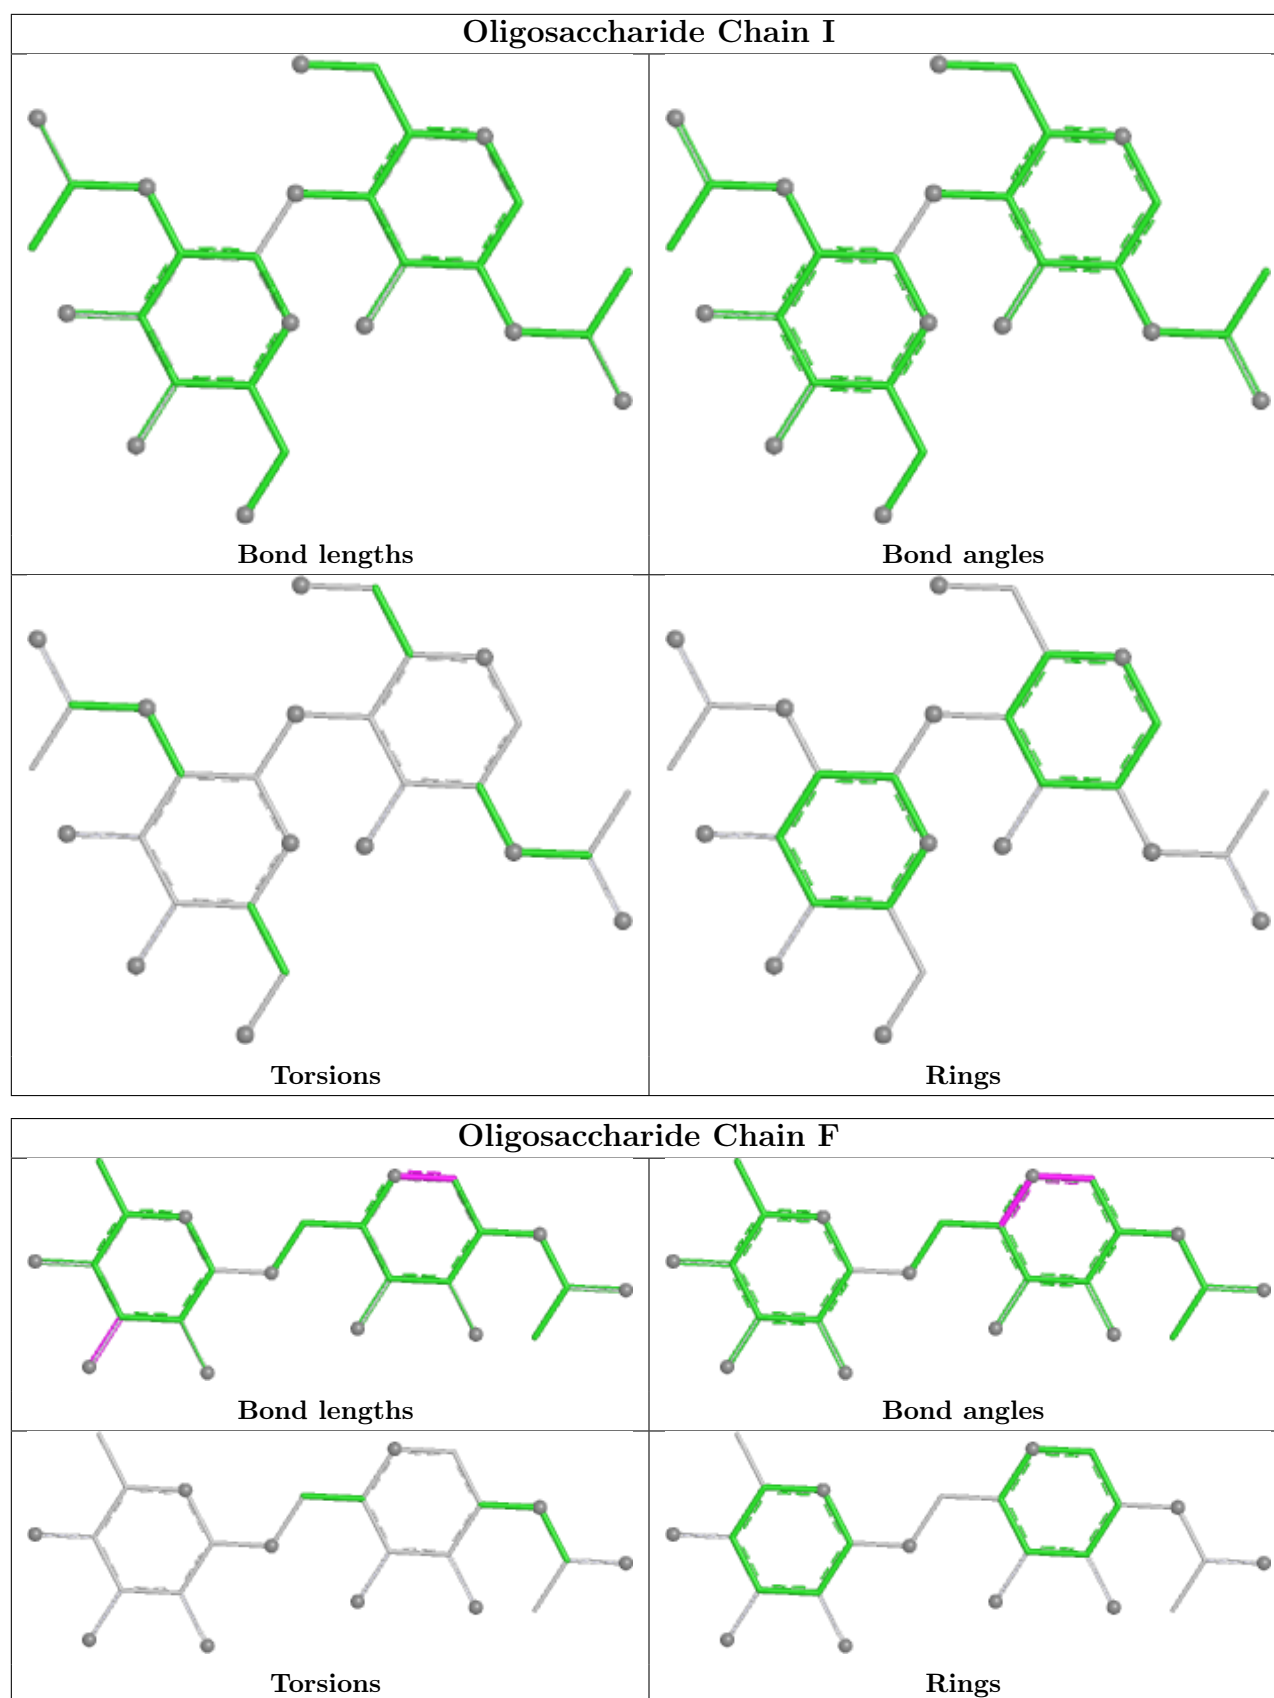 Oligosaccharide Chain I
Bond lengths
Bond angles
Torsions
Rings
Oligosaccharide Chain F
Bond lengths
Bond angles
Torsions
Rings